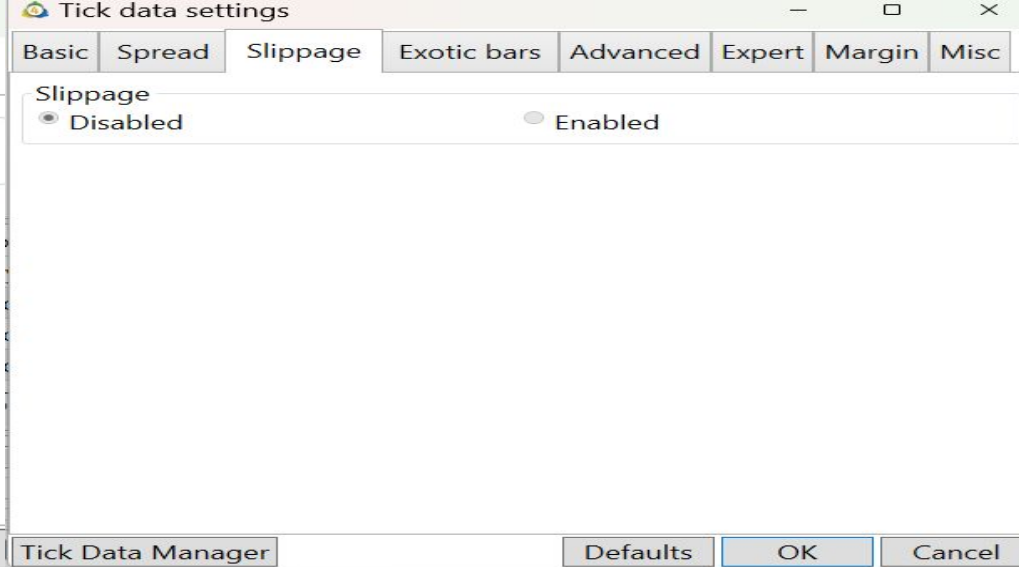 Tick data settings
Basic Spread Slippage Exotic bars Advanced Expert Margin Misc
Slippage
Disabled Enabled
Tick Data Manager Defaults OK Cancel